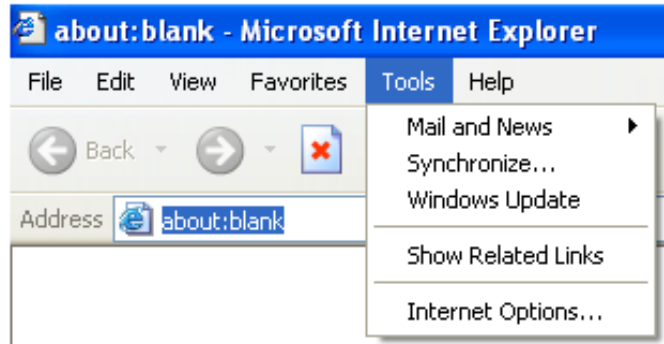 about:blank - Microsoft Internet Explorer
File Edit View Favorites Tools Help
Mail and News
Back
Synchronize...
Windows Update
Address about:blank
Show Related Links
Internet Options...